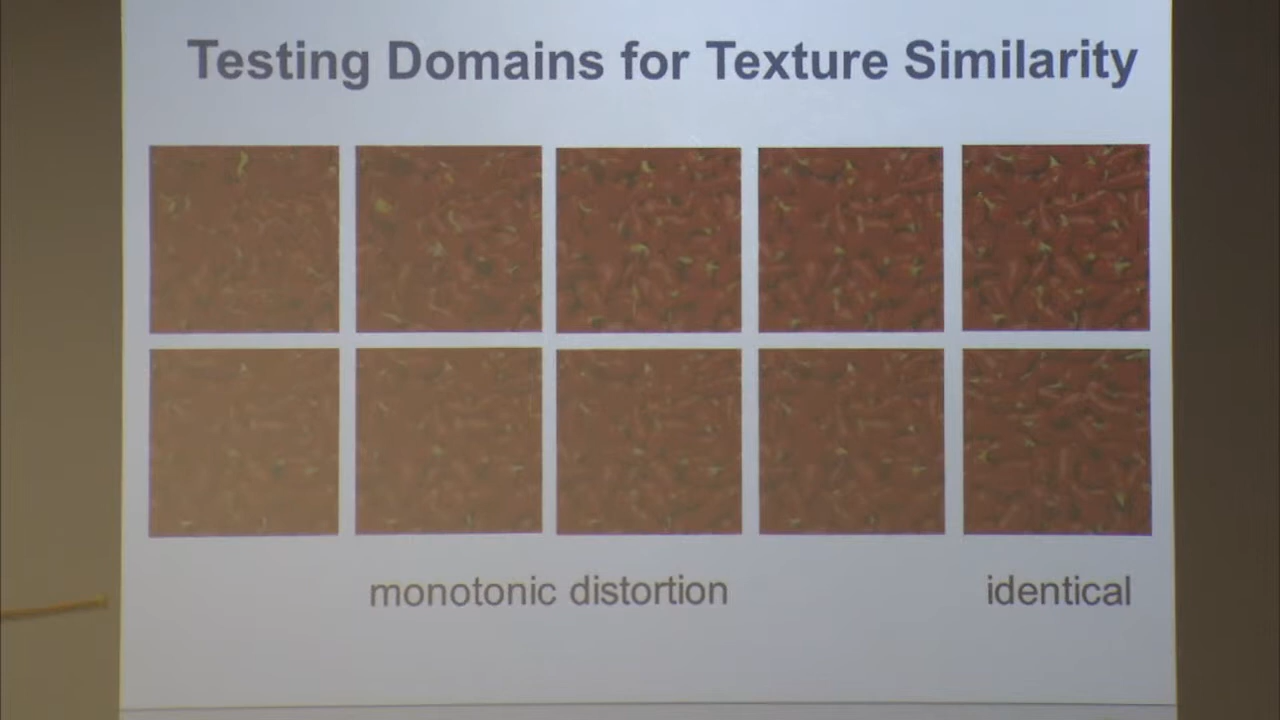 Testing Domains for Texture Similarity
monotonic distortion
identical